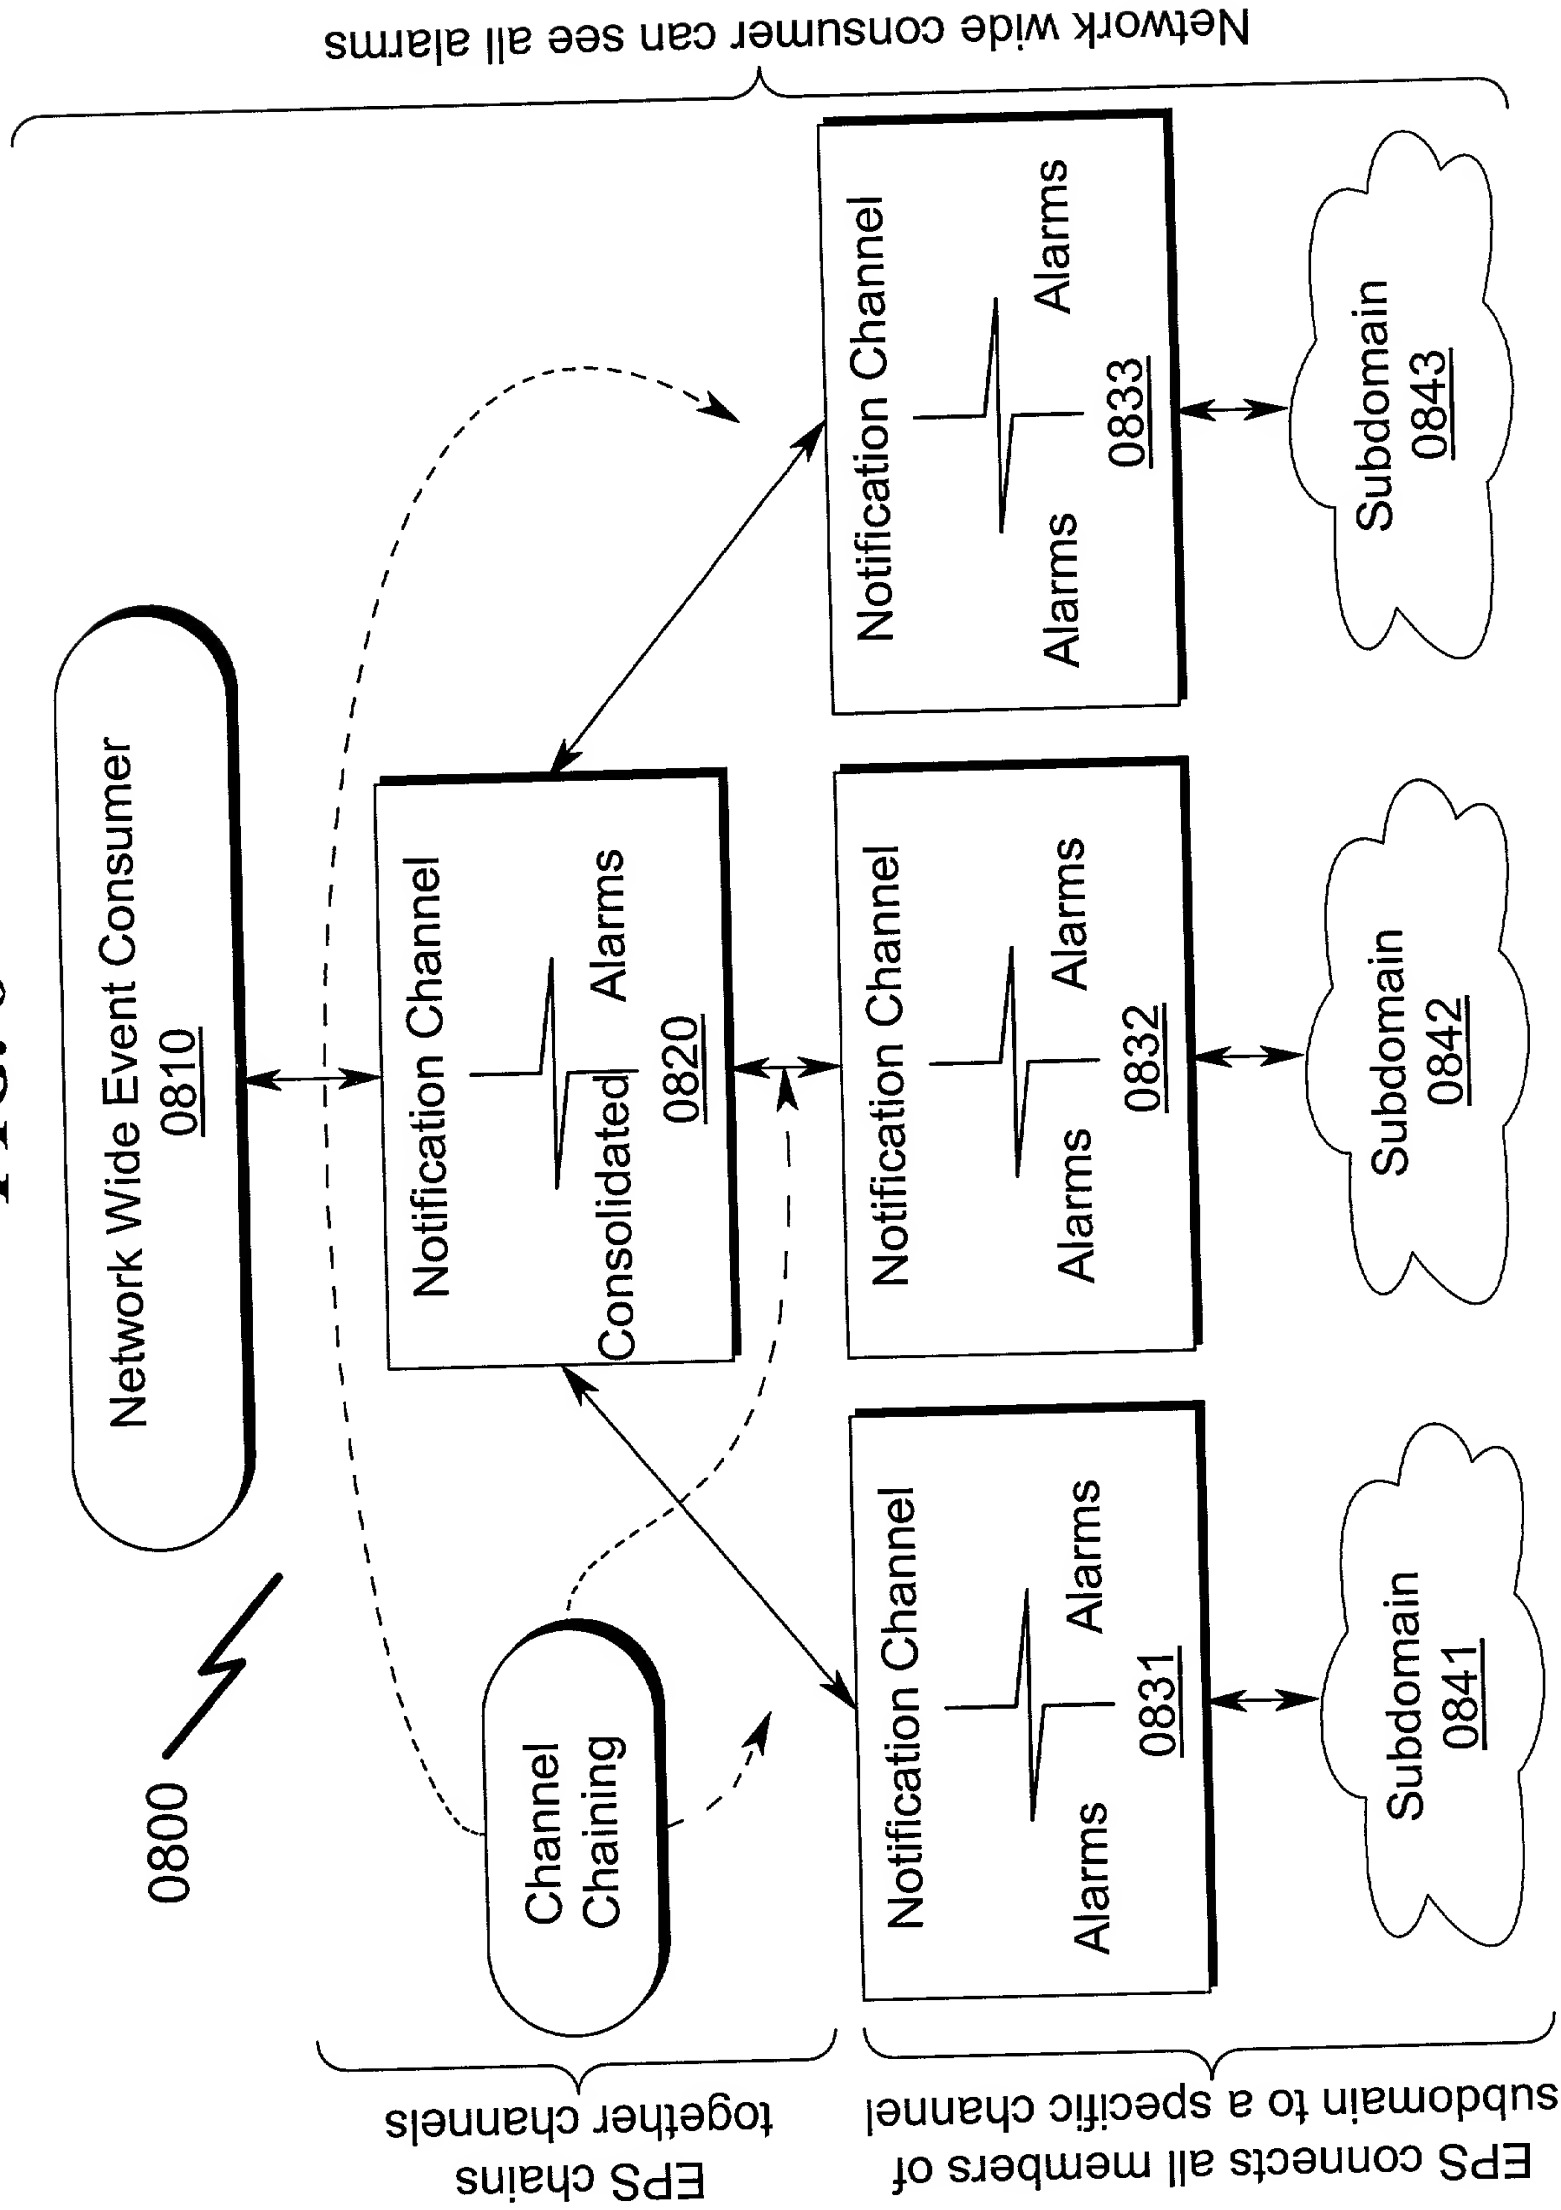 0800
Network Wide Event Consumer
0810
Notification Channel
Consolidated Alarms
0820
Channel
Chaining
Notification Channel
Alarms Alarms
0831
Notification Channel
Alarms Alarms
0832
Notification Channel
Alarms Alarms
0833
Subdomain
0841
Subdomain
0842
Subdomain
0843
EPS chains
together channels
EPS connects all members of
subdomain to a specific channel
Network wide consumer can see all alarms